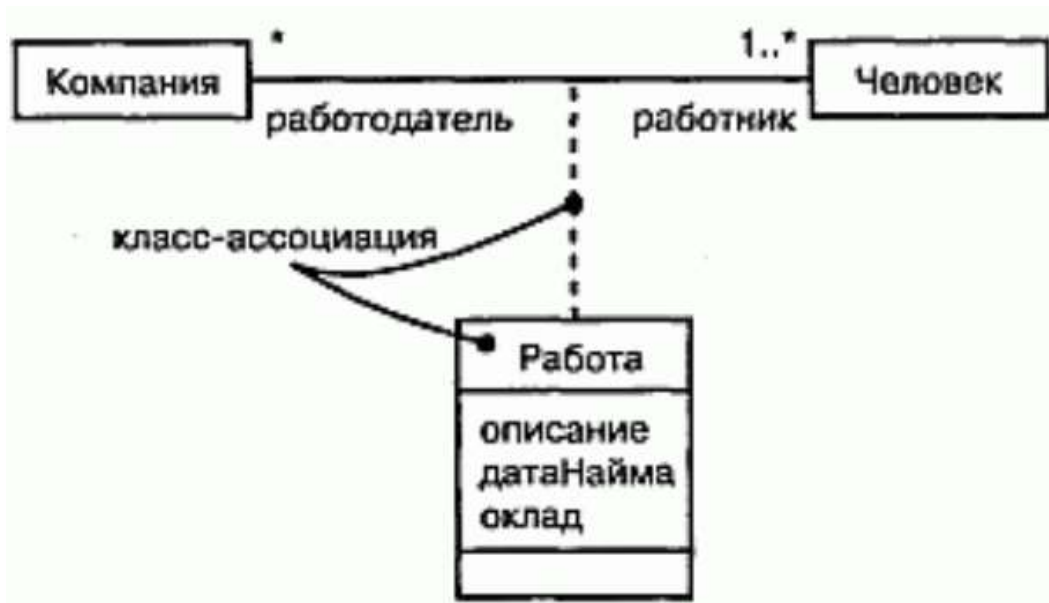 * 1..*
Компания Человек
работодатель работник
класс-ассоциация
Работа
описание
датаНайма
оклад